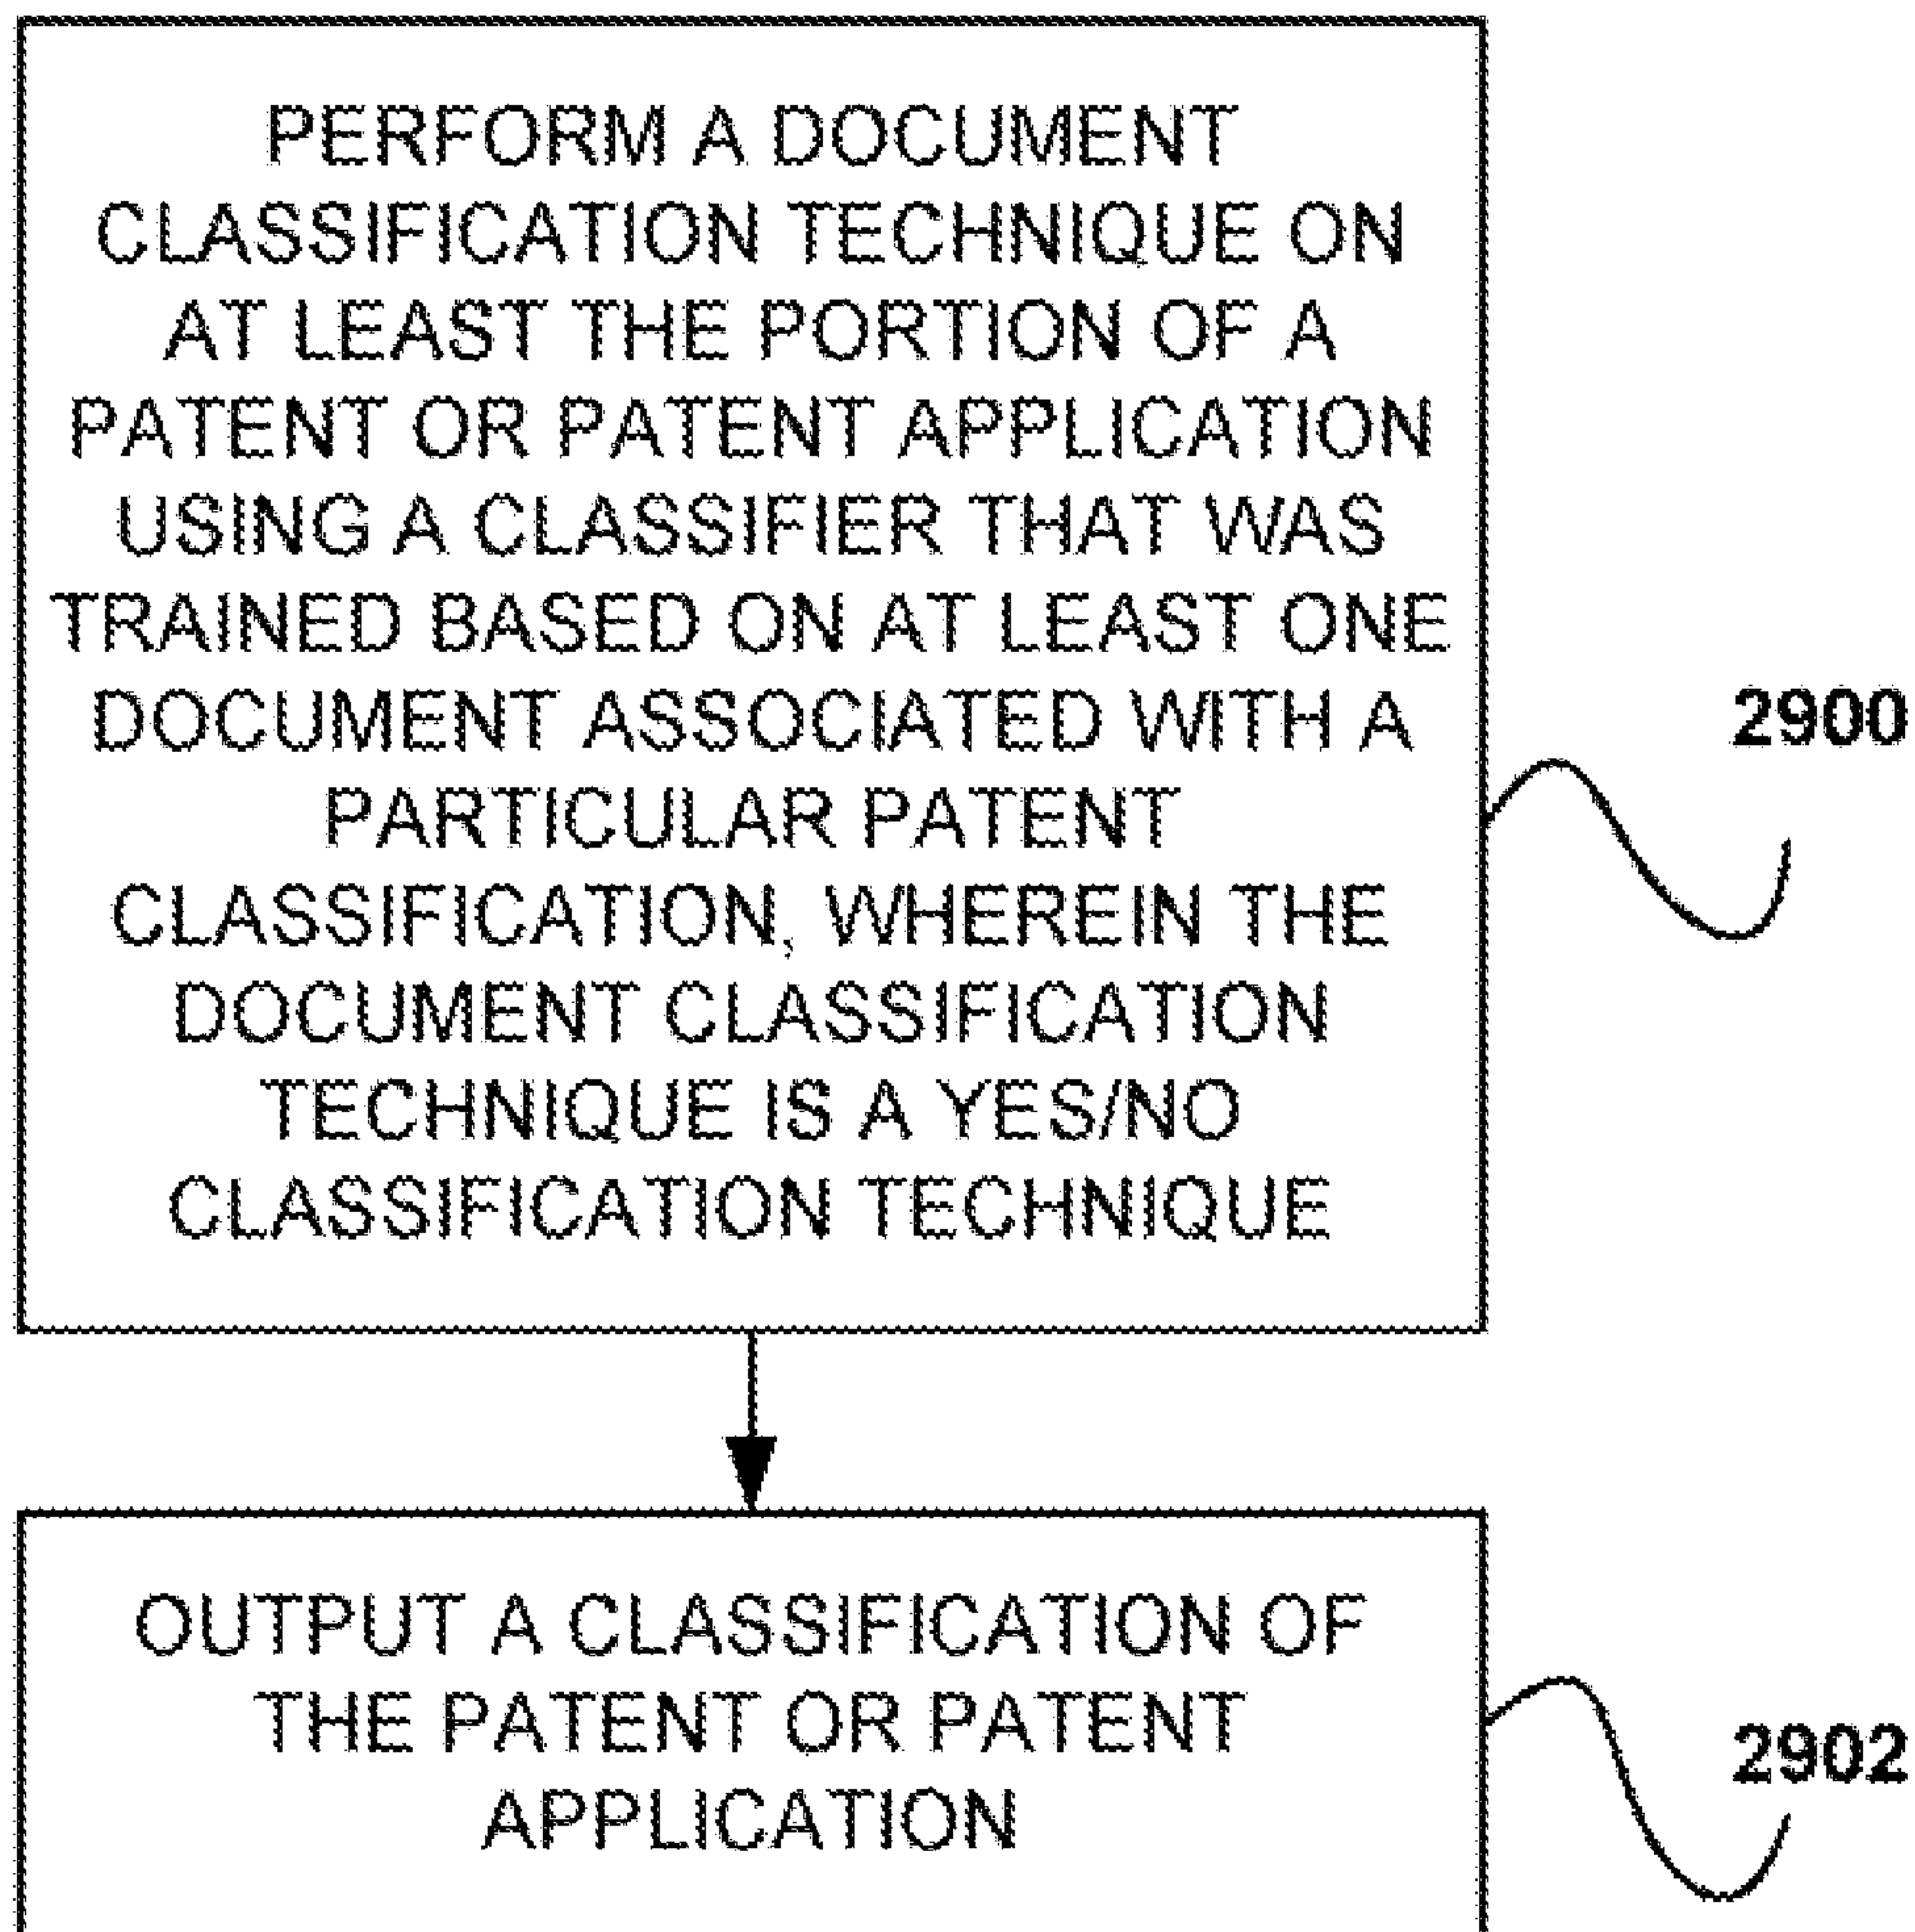 PERFORM A DOCUMENT
CLASSIFICATION TECHNIQUE ON
AT LEAST THE PORTION OF A
PATENT OR PATENT APPLICATION
USING A CLASSIFIER THAT WAS
TRAINED BASED ON AT LEAST ONE
DOCUMENT ASSOCIATED WITH A
PARTICULAR PATENT
CLASSIFICATION, WHEREIN THE
DOCUMENT CLASSIFICATION
TECHNIQUE IS A YES/NO
CLASSIFICATION TECHNIQUE
2900
OUTPUT A CLASSIFICATION OF
THE PATENT OR PATENT
APPLICATION
2902